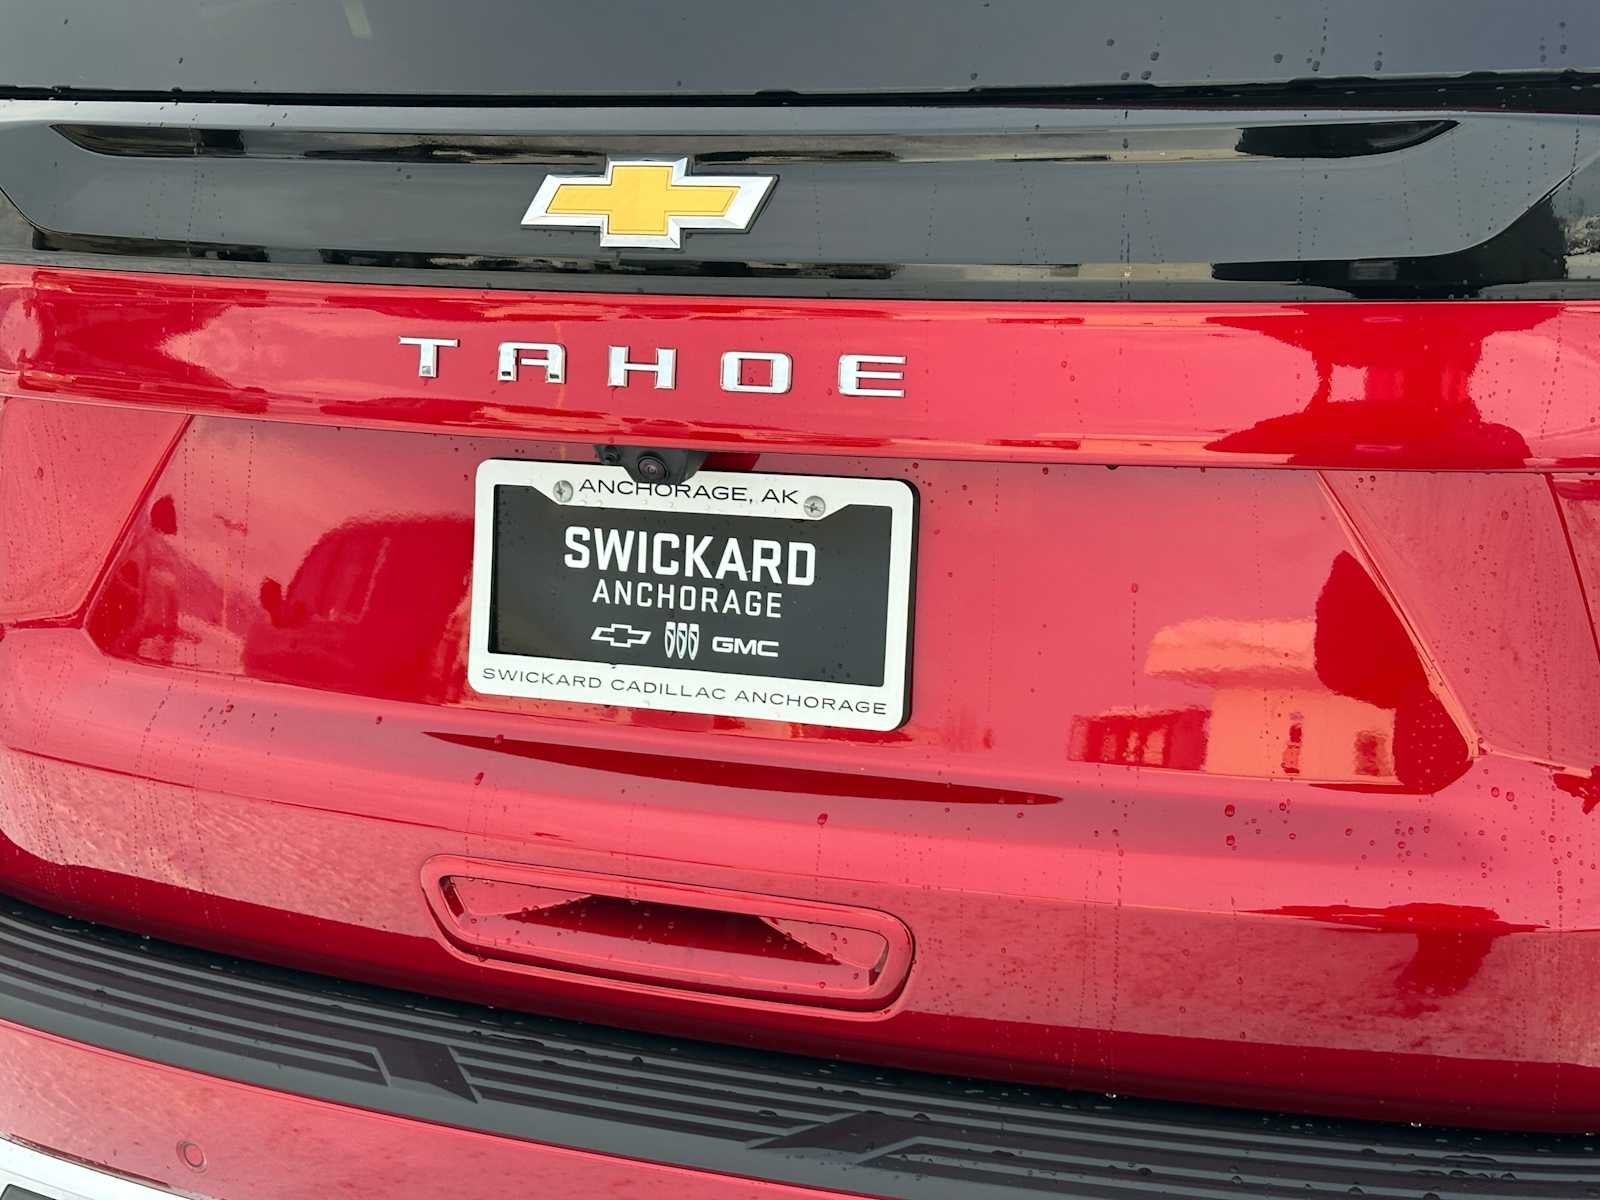 TAHOE
ANCHORAGE, AK
SWICKARD
ANCHORAGE
GMC
SWICKARD CADILLAC ANCHORAGE